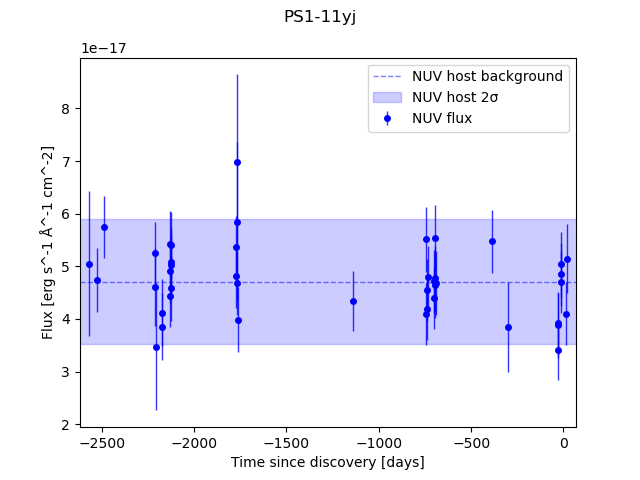 PS1-11yj
1e−17
NUV host background
NUV host 2σ
NUV flux
Flux [erg s^-1 Å^-1 cm^-2]
8
7
6
5
4
3
2
−2500 −2000 −1500 −1000 −500 0
Time since discovery [days]